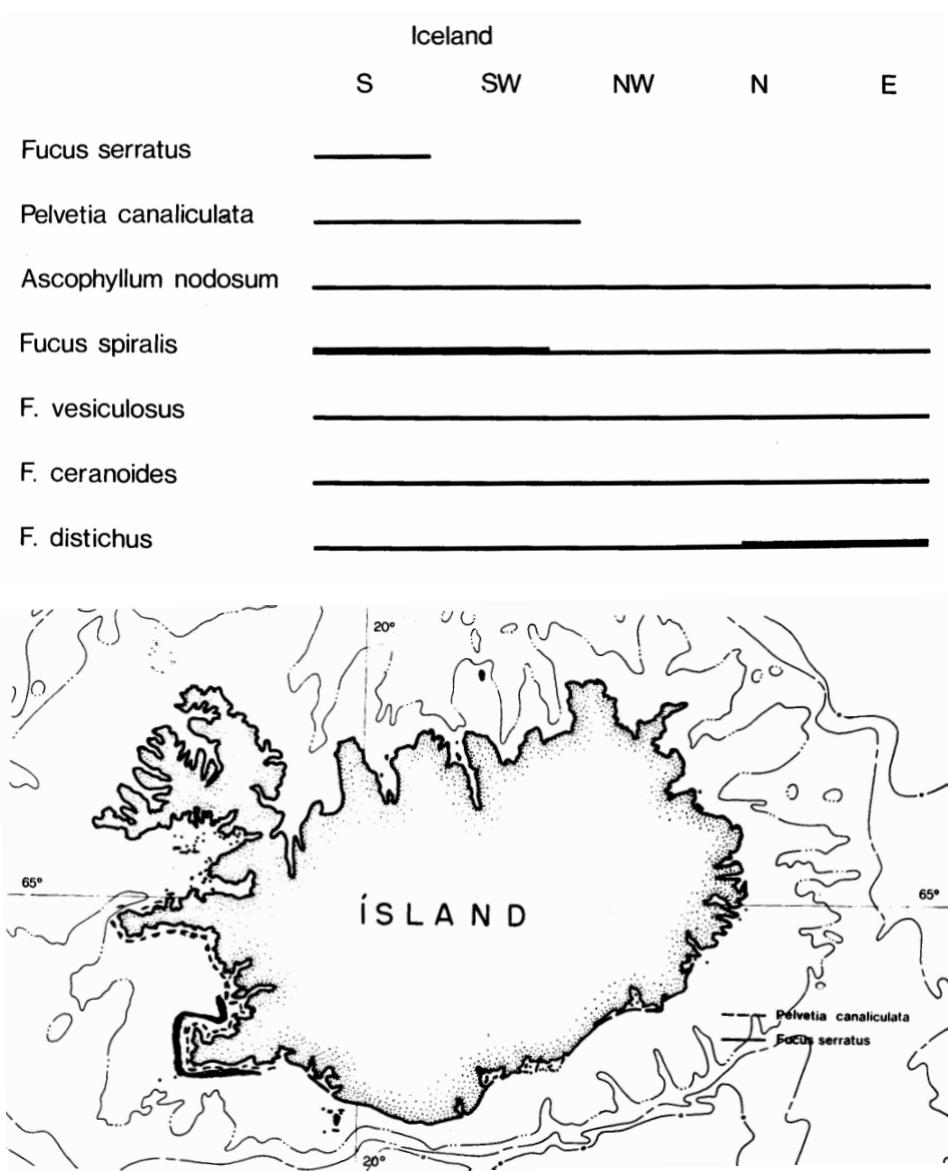 Iceland
S SW NW N E
Fucus serratus
Pelvetia canaliculata
Ascophyllum nodosum
Fucus spiralis
F. vesiculosus
F. ceranoides
F. distichus
20°
65° 65°
ÍSLAND
Pelvetia canaliculata
Fucus serratus
20°